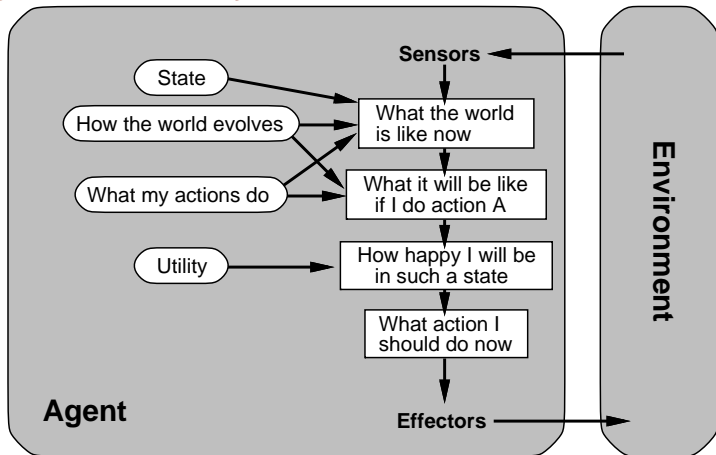 Sensors
State
What the world
is like now
How the world evolves
What my actions do
What it will be like
if I do action A
Utility
How happy I will be
in such a state
What action I
should do now
Agent
Effectors
Environment